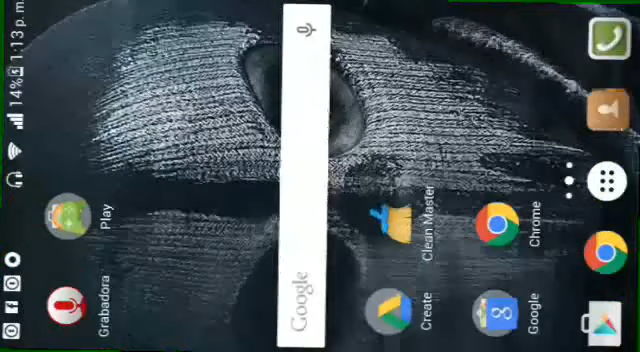 14% 1:13 p. m.
Grabadora
Play
Google
Create
Clean Master
Google
Chrome